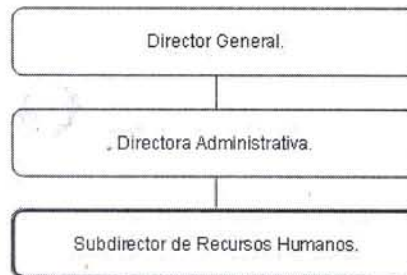 Director General.
Directora Administrativa.
Subdirector de Recursos Humanos.